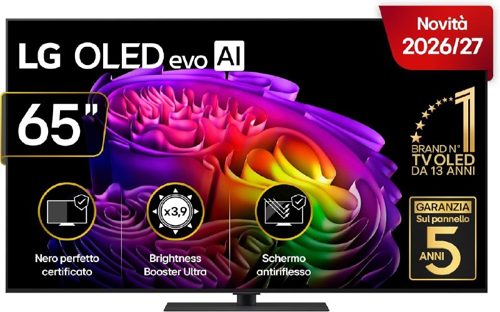 Novità
2026/27
LG OLED evo AI
65"
1
BRAND N°
TV OLED
DA 13 ANNI
GARANZIA
Sul pannello
5 ANNI
x3,9
Nero perfetto
certificato
Brightness
Booster Ultra
Schermo
antiriflesso